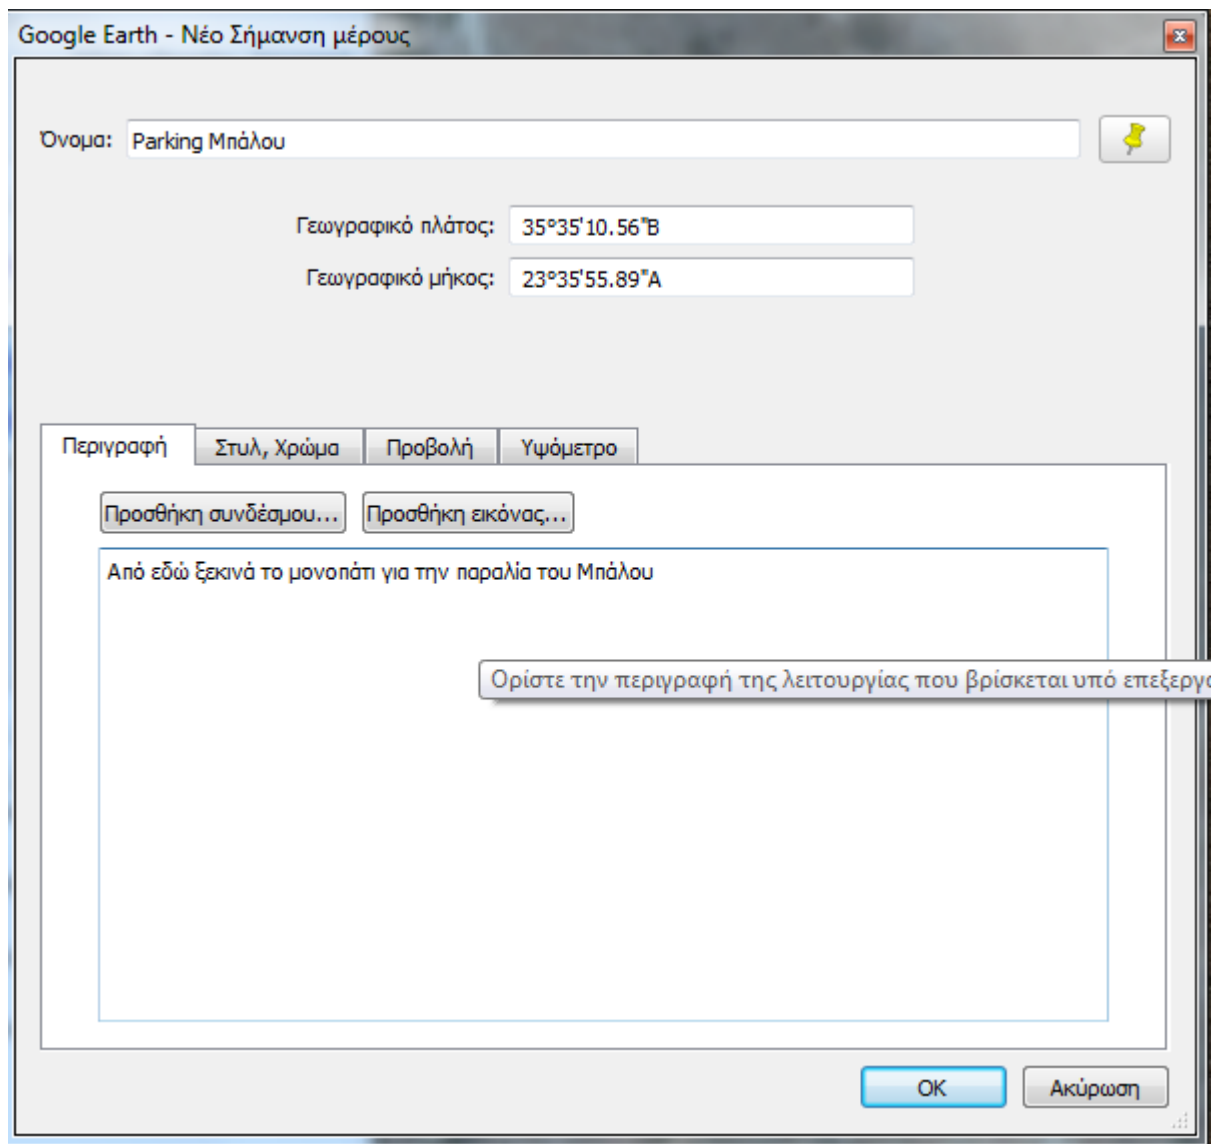 Google Earth - Νέο Σήμανση μέρους
Όνομα: Parking Μπάλου
Γεωγραφικό πλάτος: 35°35'10.56"Β
Γεωγραφικό μήκος: 23°35'55.89"Α
Περιγραφή Στυλ, Χρώμα Προβολή Υψόμετρο
Προσθήκη συνδέσμου... Προσθήκη εικόνας...
Από εδώ ξεκινά το μονοπάτι για την παραλία του Μπάλου
Ορίστε την περιγραφή της λειτουργίας που βρίσκεται υπό
OK Ακύρωση